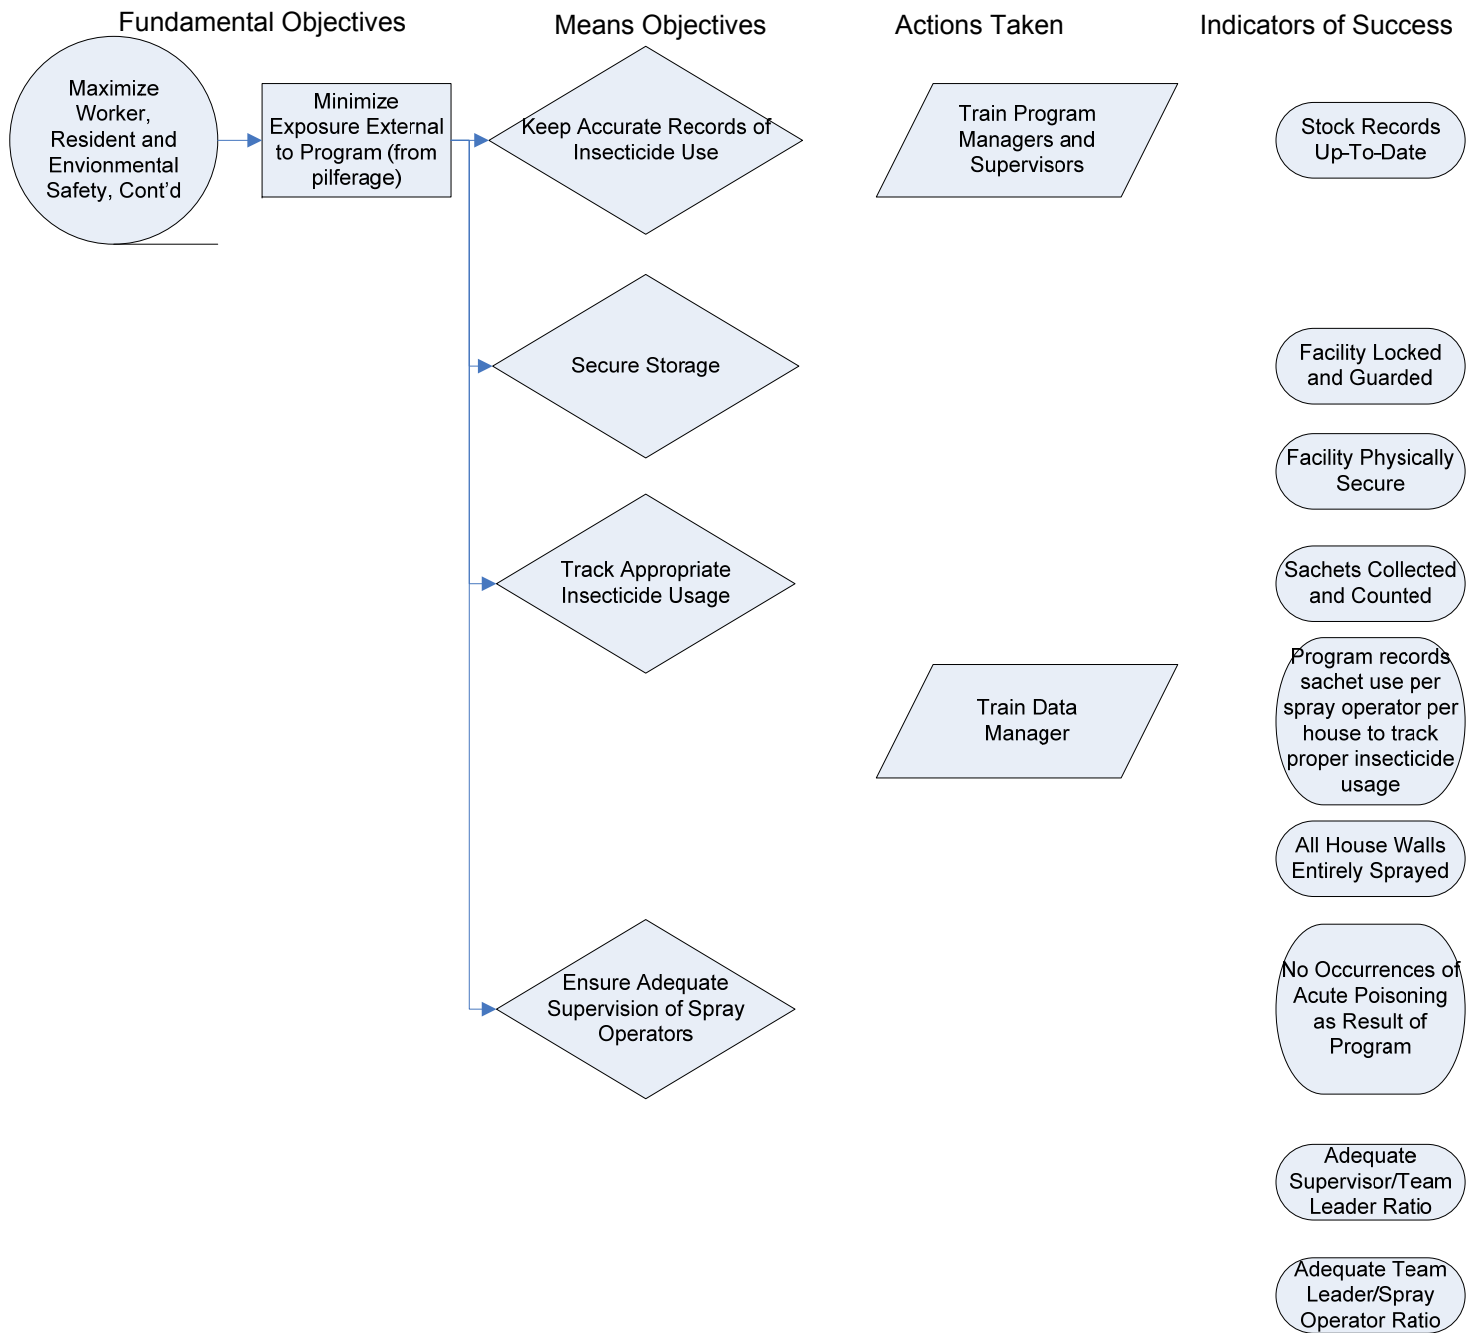 Fundamental Objectives
Means Objectives
Actions Taken
Indicators of Success
Maximize
Worker,
Resident and
Envionmental
Safety, Cont'd
Minimize
Exposure External
to Program (from
pilferage)
Keep Accurate Records of
Insecticide Use
Train Program
Managers and
Supervisors
Stock Records
Up-To-Date
Secure Storage
Facility Locked
and Guarded
Facility Physically
Secure
Track Appropriate
Insecticide Usage
Sachets Collected
and Counted
Train Data
Manager
Program records
sachet use per
spray operator per
house to track
proper insecticide
usage
All House Walls
Entirely Sprayed
Ensure Adequate
Supervision of Spray
Operators
No Occurrences of
Acute Poisoning
as Result of
Program
Adequate
Supervisor/Team
Leader Ratio
Adequate Team
Leader/Spray
Operator Ratio